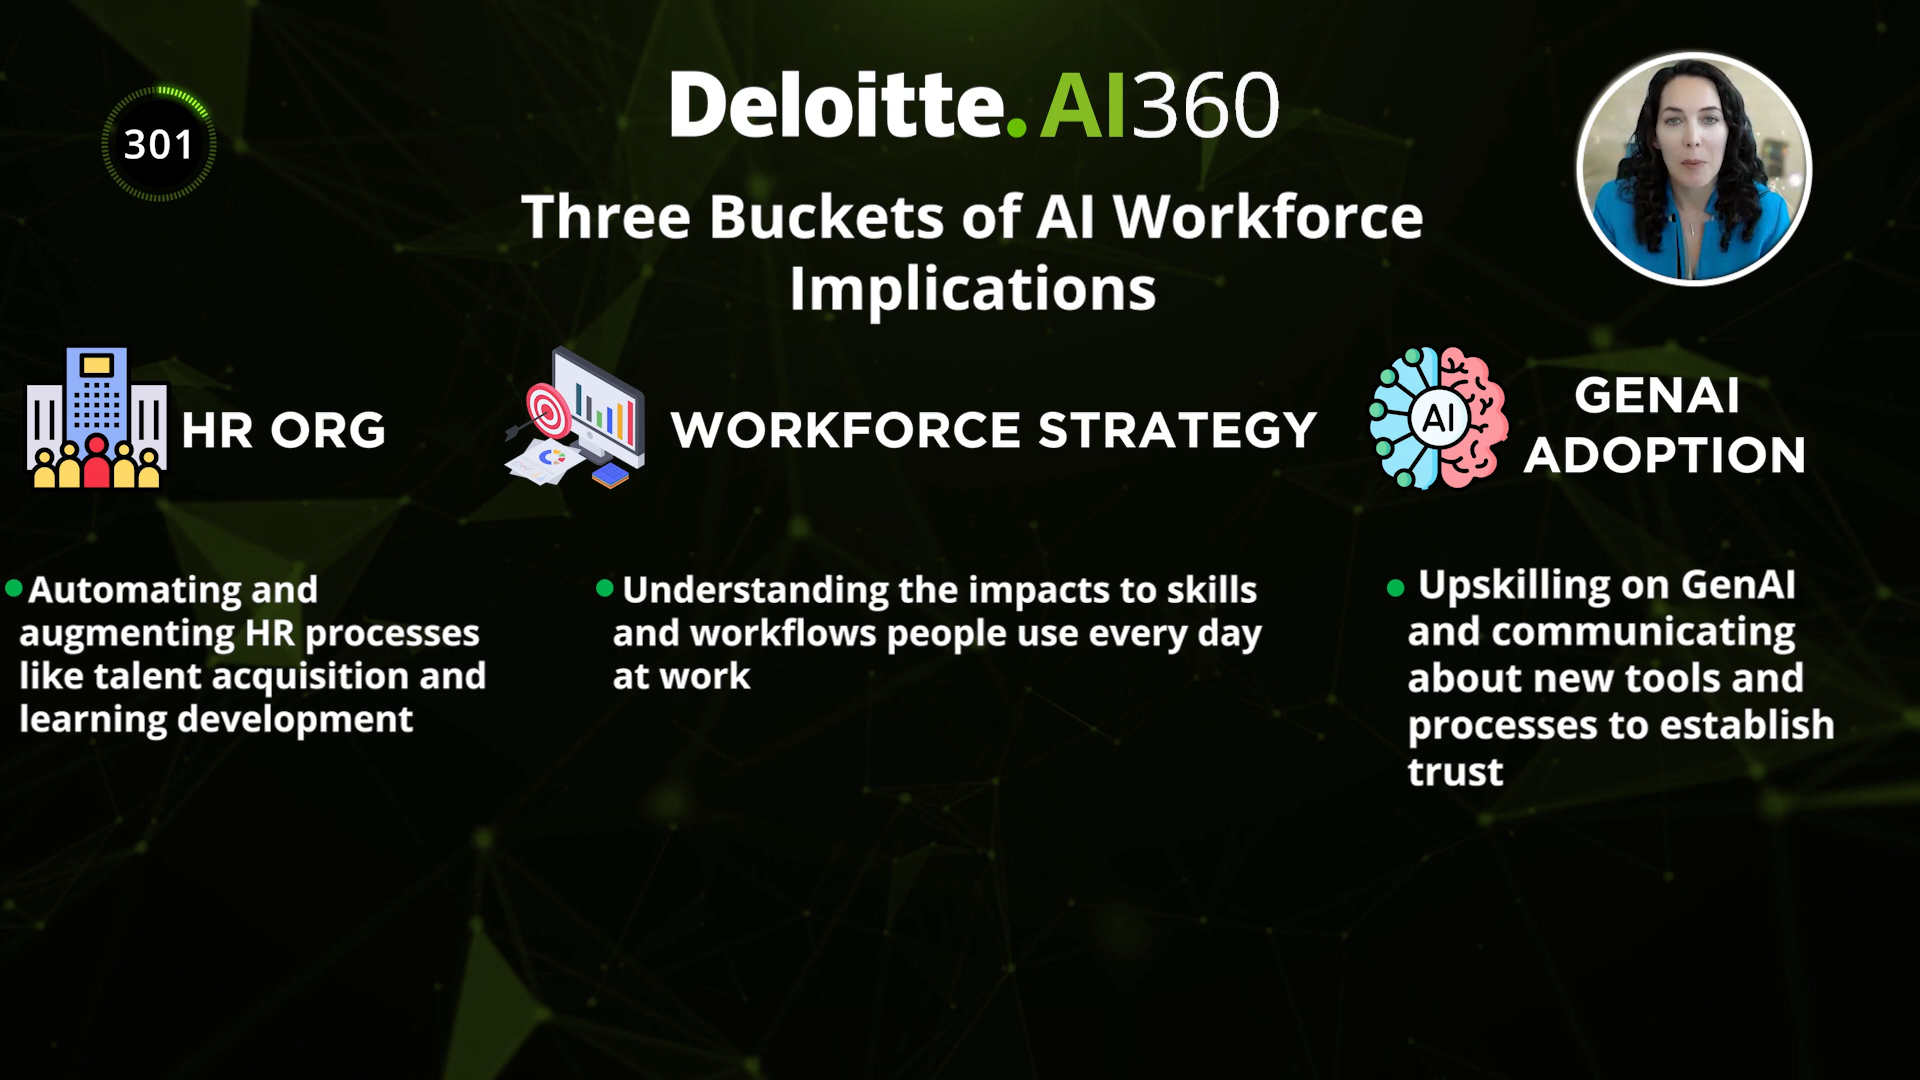 301
Deloitte. AI360
Three Buckets of AI Workforce
Implications
HR ORG
WORKFORCE STRATEGY
AI
GENAI
ADOPTION
Automating and
augmenting HR processes
like talent acquisition and
learning development
Understanding the impacts to skills
and workflows people use every day
at work
Upskilling on GenAI
and communicating
about new tools and
processes to establish
trust